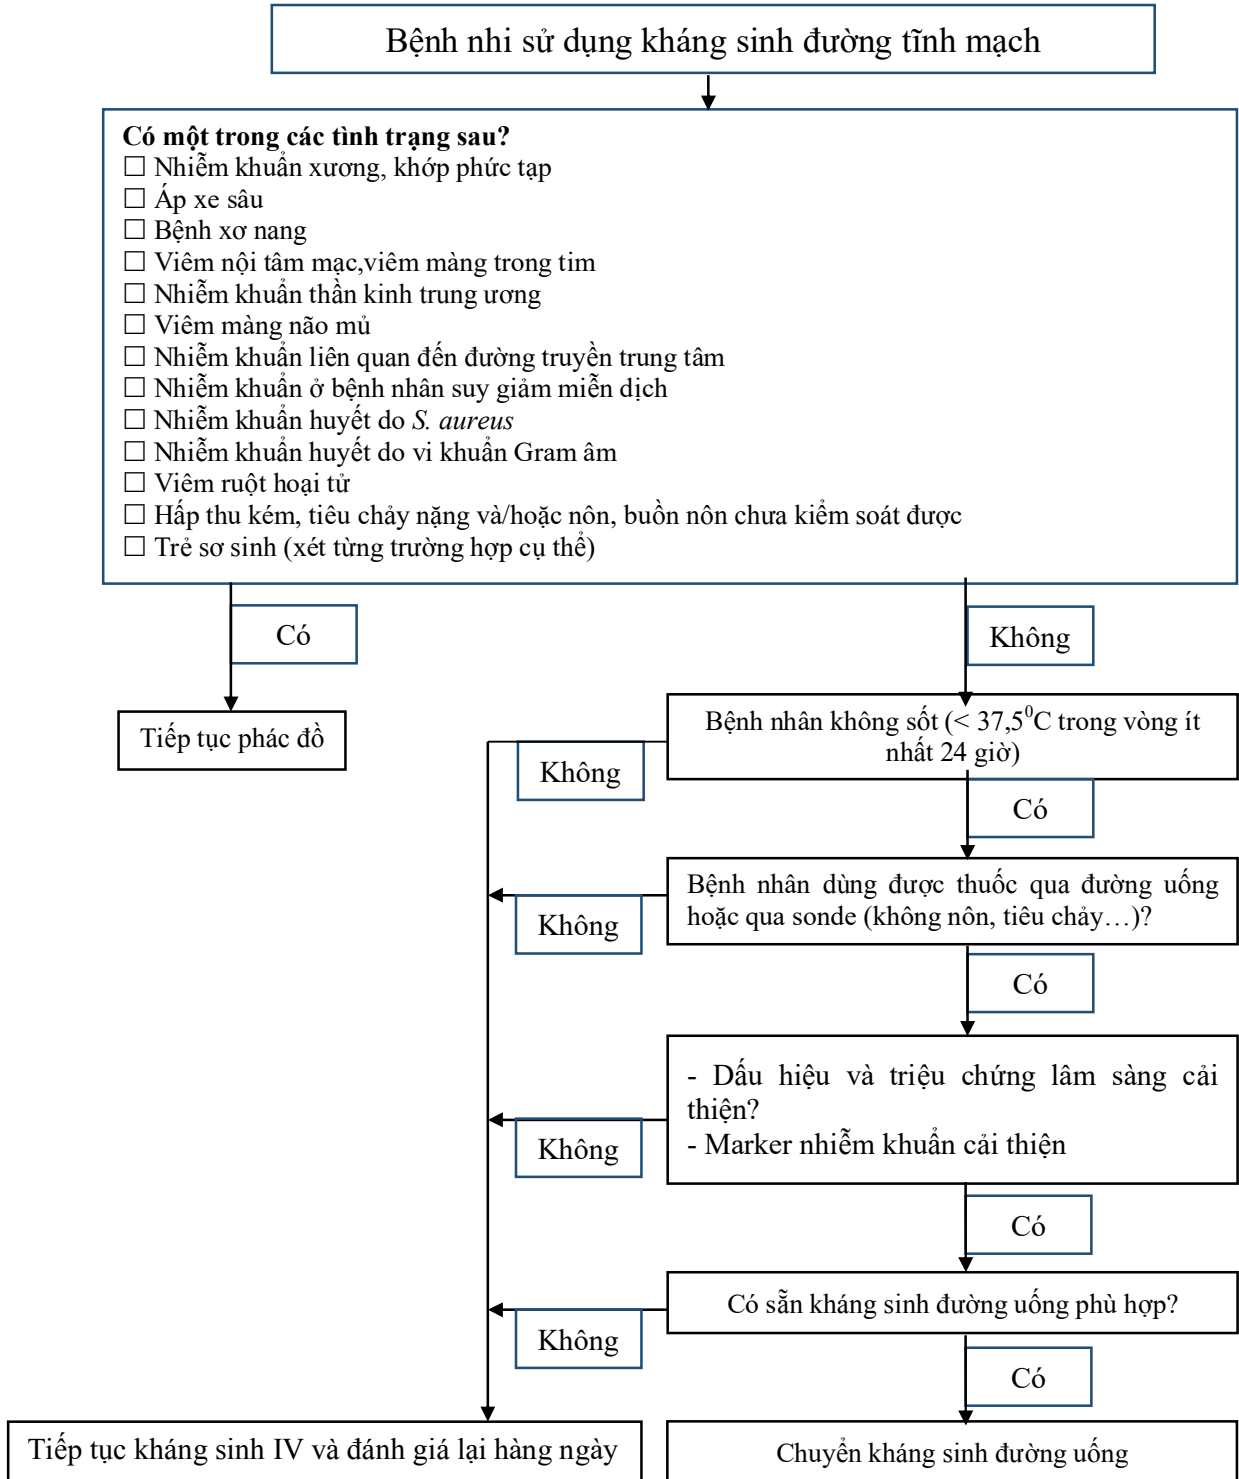 Bệnh nhi sử dụng kháng sinh đường tĩnh mạch
Có một trong các tình trạng sau?
☐ Nhiễm khuẩn xương, khớp phức tạp
☐ Áp xe sâu
☐ Bệnh xơ nang
☐ Viêm nội tâm mạc,viêm màng trong tim
☐ Nhiễm khuẩn thần kinh trung ương
☐ Viêm màng não mủ
☐ Nhiễm khuẩn liên quan đến đường truyền trung tâm
☐ Nhiễm khuẩn ở bệnh nhân suy giảm miễn dịch
☐ Nhiễm khuẩn huyết do S. aureus
☐ Nhiễm khuẩn huyết do vi khuẩn Gram âm
☐ Viêm ruột hoại tử
☐ Hấp thu kém, tiêu chảy nặng và/hoặc nôn, buồn nôn chưa kiểm soát được
☐ Trẻ sơ sinh (xét từng trường hợp cụ thể)
Có
Không
Tiếp tục phác đồ
Bệnh nhân không sốt (< 37,5⁰C trong vòng ít
nhất 24 giờ)
Không
Có
Bệnh nhân dùng được thuốc qua đường uống
hoặc qua sonde (không nôn, tiêu chảy…)?
Không
Có
- Dấu hiệu và triệu chứng lâm sàng cải
thiện?
- Marker nhiễm khuẩn cải thiện
Không
Có
Có sẵn kháng sinh đường uống phù hợp?
Không
Có
Tiếp tục kháng sinh IV và đánh giá lại hàng ngày
Chuyển kháng sinh đường uống